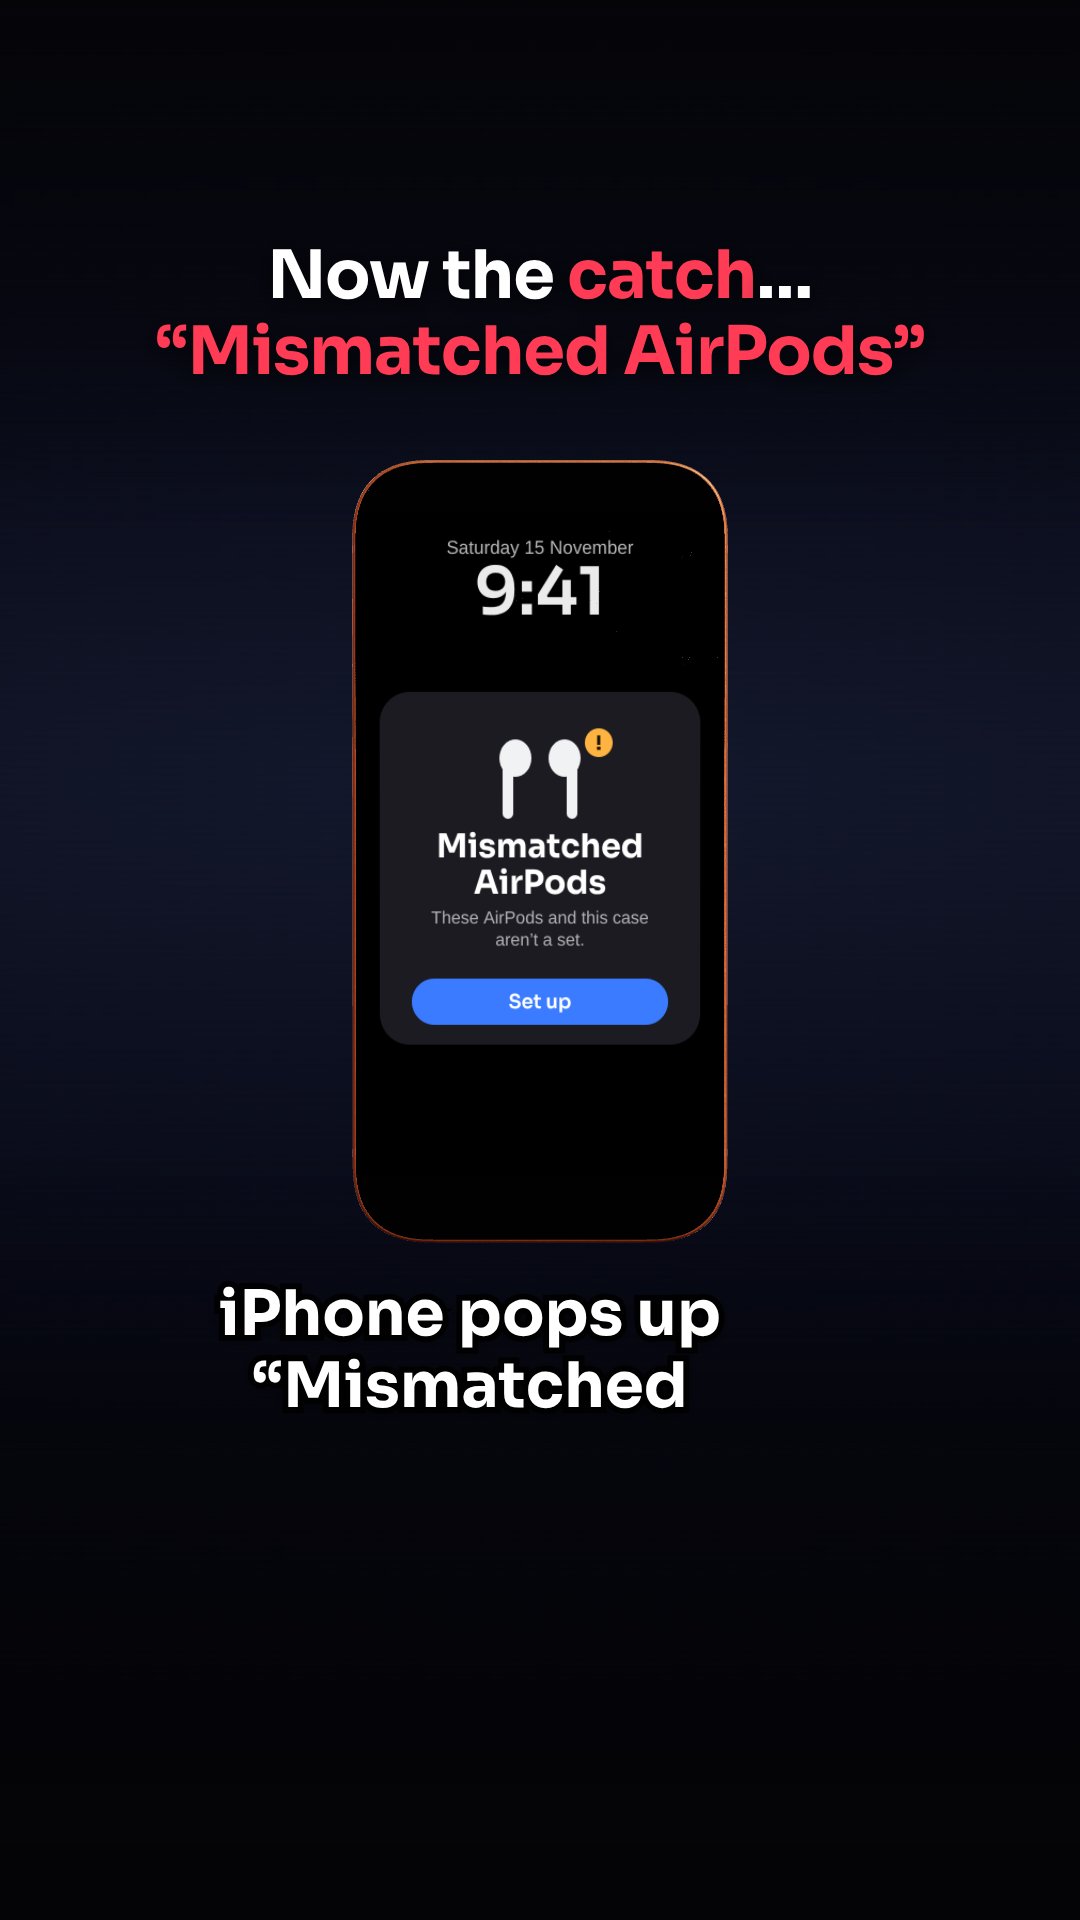 Now the catch...
“Mismatched AirPods”
Saturday 15 November
9:41
!
Mismatched
AirPods
These AirPods and this case
aren’t a set.
Set up
iPhone pops up
“Mismatched